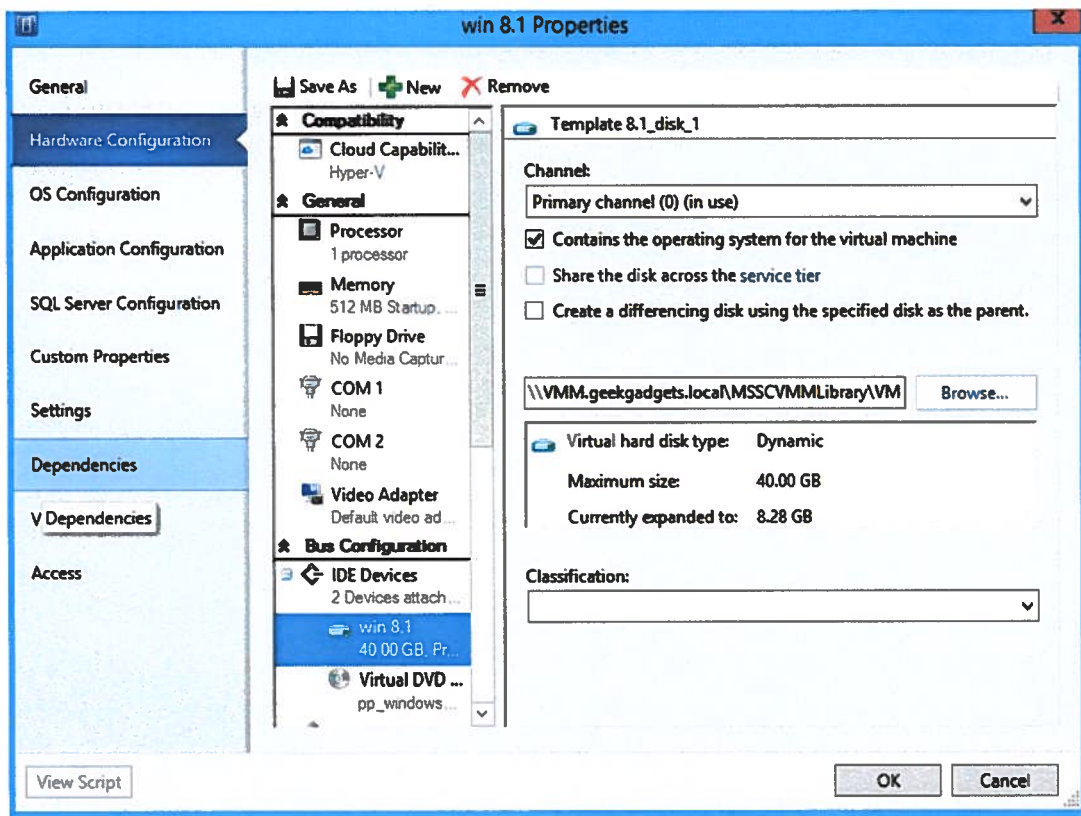 win 8.1 Properties
General
Hardware Configuration
OS Configuration
Application Configuration
SQL Server Configuration
Custom Properties
Settings
Dependencies
V Dependencies
Access
Save As
New
Remove
Compatibility
Cloud Capabilit...
Hyper-V
General
Processor
1 processor
Memory
512 MB Startup, ...
Floppy Drive
No Media Captur...
COM 1
None
COM 2
None
Video Adapter
Default video ad...
Bus Configuration
IDE Devices
2 Devices attach...
win 8.1
40.00 GB, Pr...
Virtual DVD ...
pp_windows...
Template 8.1_disk_1
Channel:
Primary channel (0) (in use)
Contains the operating system for the virtual machine
Share the disk across the service tier
Create a differencing disk using the specified disk as the parent.
\\VMM.geekgadgets.local\MSSCVMMLibrary\VM
Browse...
Virtual hard disk type: Dynamic
Maximum size: 40.00 GB
Currently expanded to: 8.28 GB
Classification:
View Script
OK
Cancel